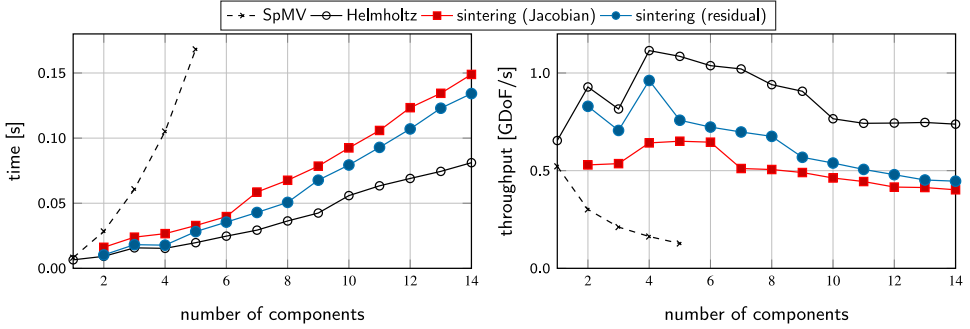 SpMV Helmholtz sintering (Jacobian) sintering (residual)
time [s]
0.15
0.10
0.05
0.00
2 4 6 8 10 12 14
number of components
throughput [GDoF/s]
1.0
0.5
0.0
2 4 6 8 10 12 14
number of components